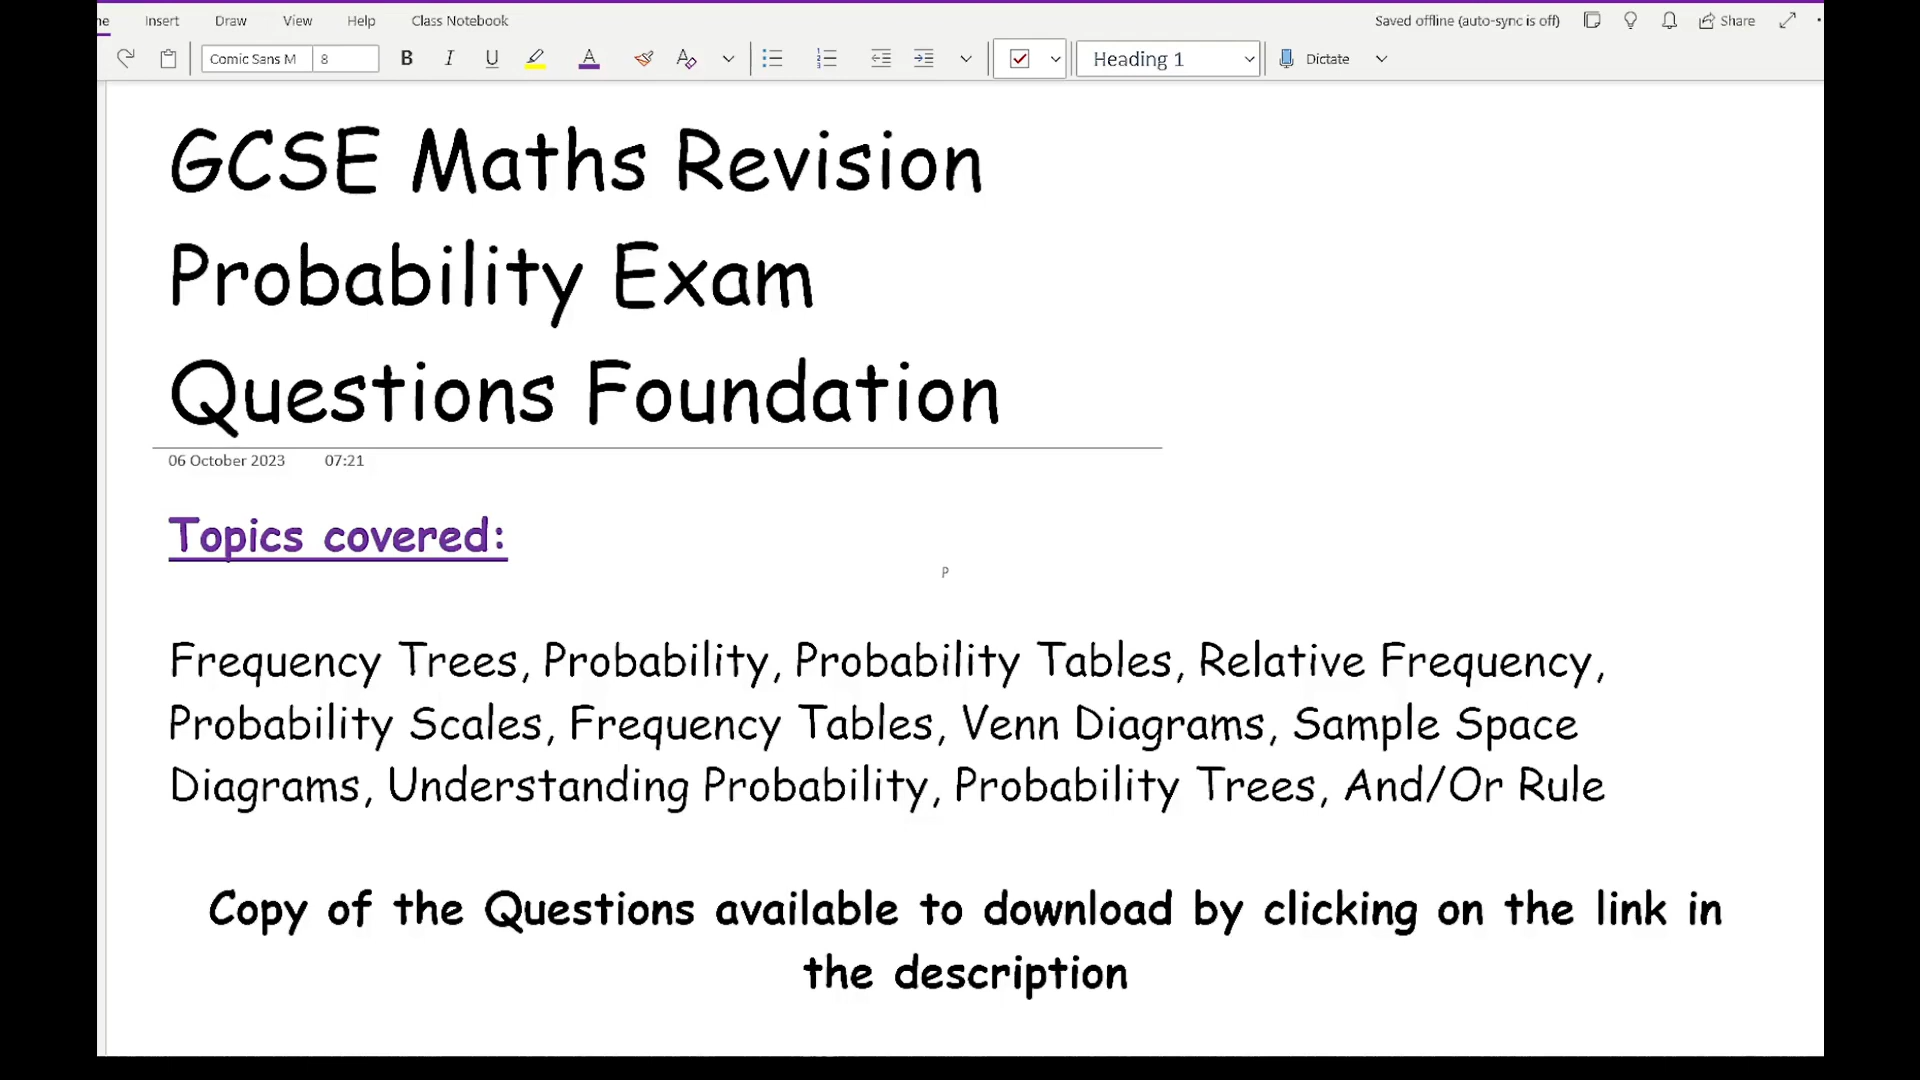 Insert Draw View Help Class Notebook Saved offline (auto-sync is off) Share
Comic Sans M 8 B I U A A Heading 1 Dictate
GCSE Maths Revision
Probability Exam
Questions Foundation
06 October 2023 07:21
Topics covered:
P
Frequency Trees, Probability, Probability Tables, Relative Frequency,
Probability Scales, Frequency Tables, Venn Diagrams, Sample Space
Diagrams, Understanding Probability, Probability Trees, And/Or Rule
Copy of the Questions available to download by clicking on the link in
the description